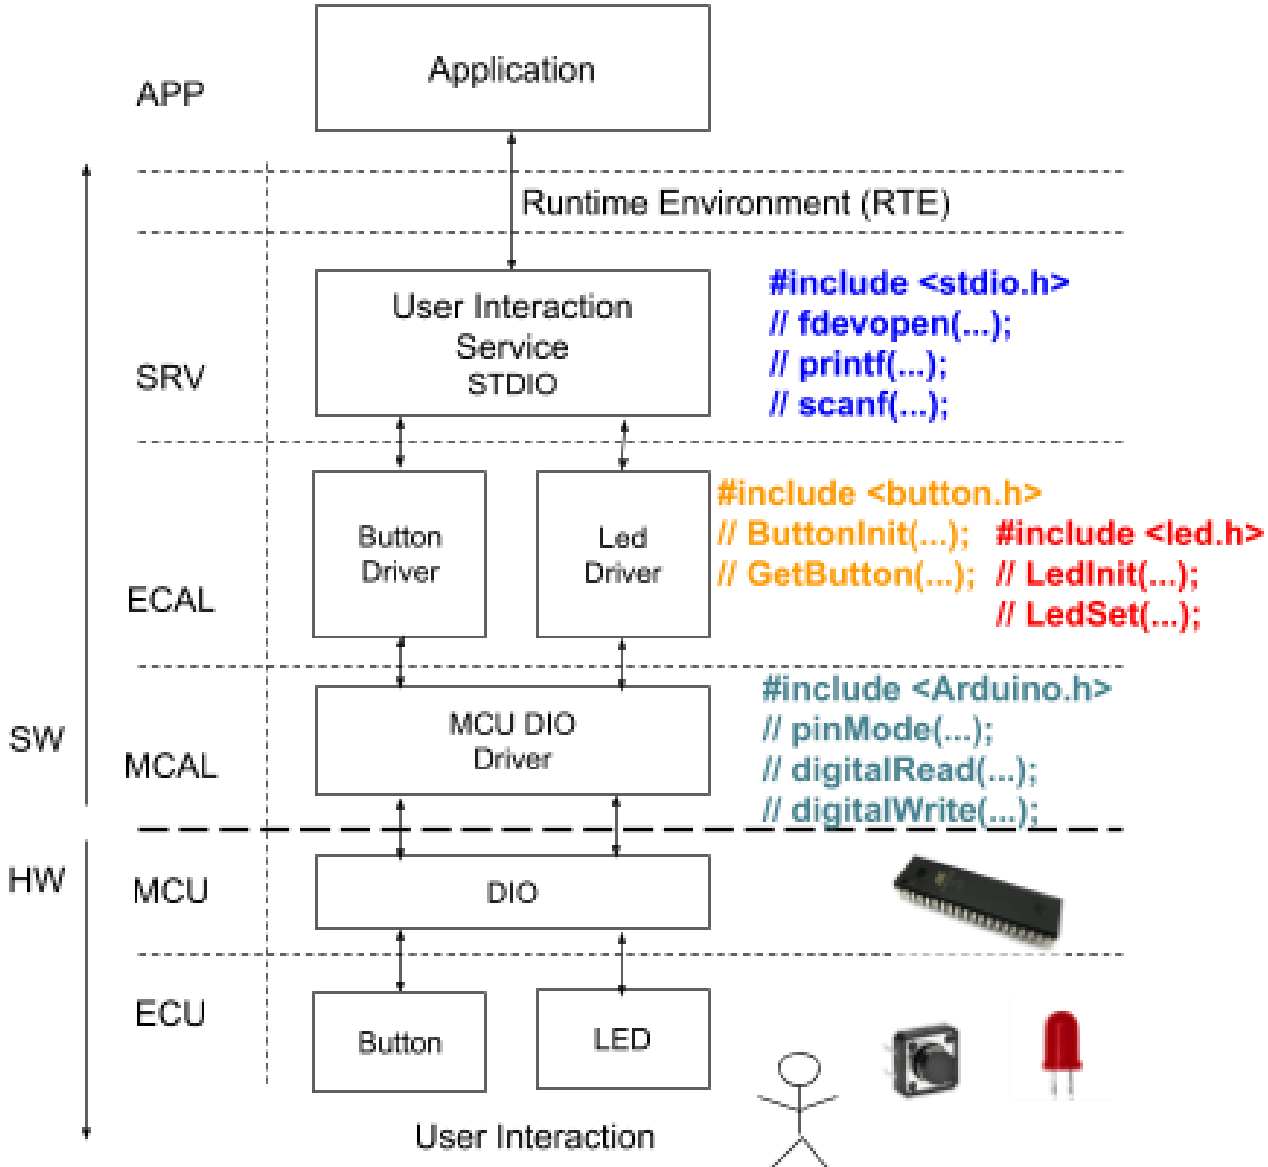 Application
APP
Runtime Environment (RTE)
User Interaction
Service
STDIO
SRV
#include <stdio.h>
// fdevopen(...);
// printf(...);
// scanf(...);
Button
Driver
Led
Driver
ECAL
#include <button.h>
// ButtonInit(...);
// GetButton(...);
#include <led.h>
// LedInit(...);
// LedSet(...);
MCU DIO
Driver
SW
MCAL
#include <Arduino.h>
// pinMode(...);
// digitalRead(...);
// digitalWrite(...);
HW
MCU
DIO
ECU
Button
LED
User Interaction